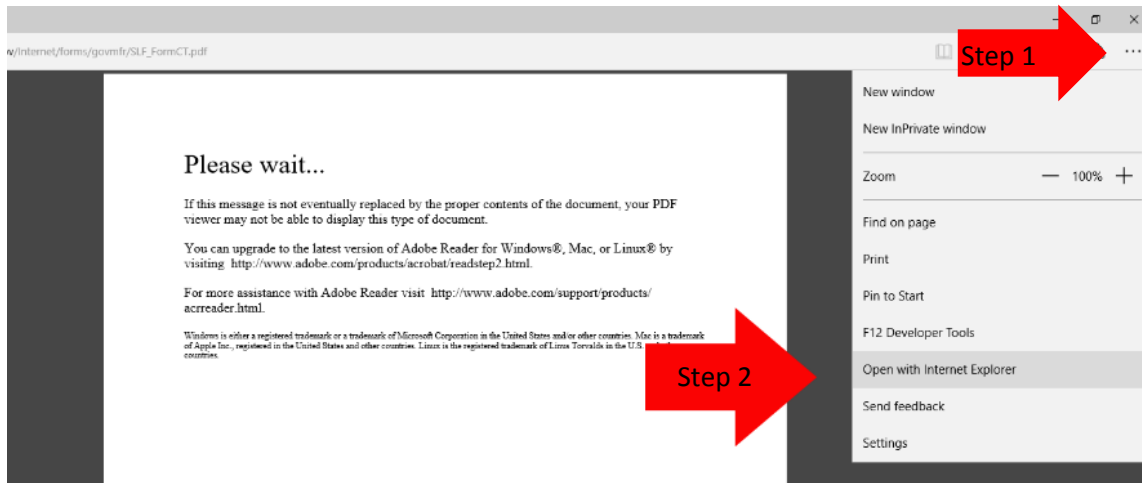 w/internet/forms/govmfr/SLF_FormCT.pdf
Step 1
New window
New InPrivate window
Zoom — 100% +
Find on page
Print
Pin to Start
F12 Developer Tools
Open with Internet Explorer
Send feedback
Settings
Step 2
Please wait...
If this message is not eventually replaced by the proper contents of the document, your PDF
viewer may not be able to display this type of document.
You can upgrade to the latest version of Adobe Reader for Windows®, Mac, or Linux® by
visiting http://www.adobe.com/products/acrobat/readstep2.html.
For more assistance with Adobe Reader visit http://www.adobe.com/support/products/
acrreader.html.
Windows is either a registered trademark or a trademark of Microsoft Corporation in the United States and/or other countries. Mac is a trademark
of Apple Inc., registered in the United States and other countries. Linux is the registered trademark of Linus Torvalds in the U.S.
countries.